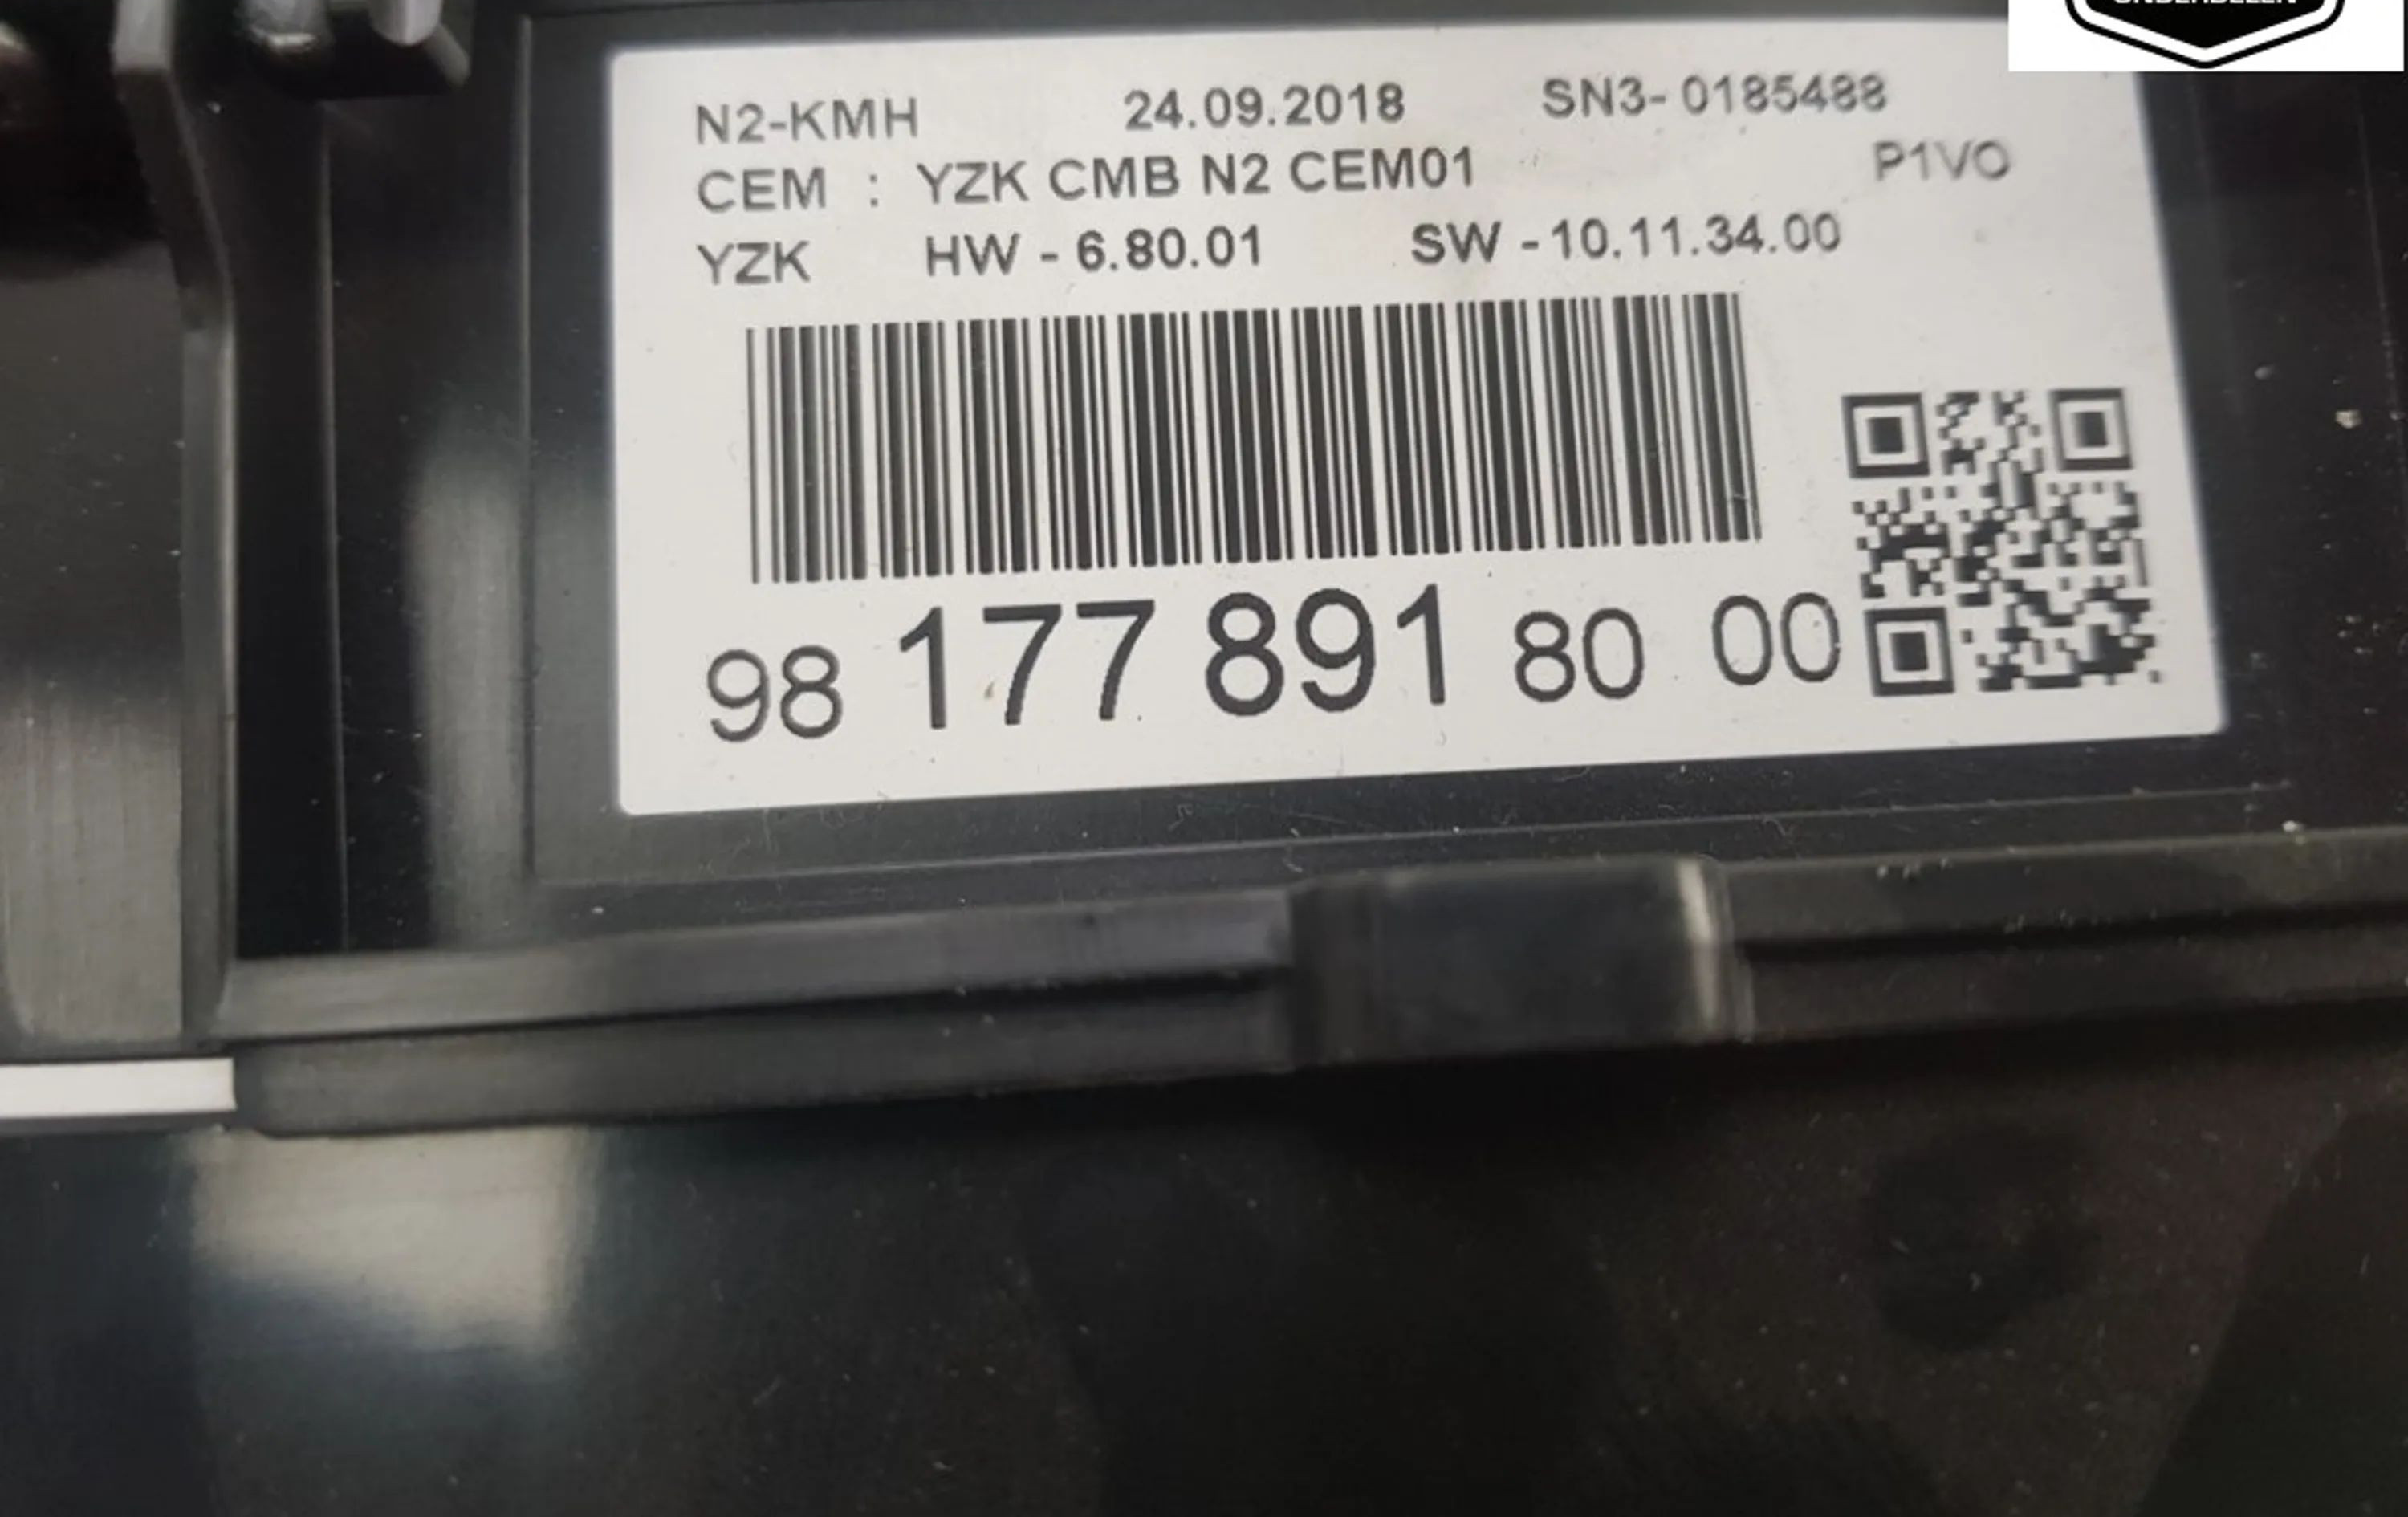 ONDERDELEN
N2-KMH 24.09.2018 SN3- 0185488
CEM : YZK CMB N2 CEM01 P1VO
YZK HW - 6.80.01 SW -10.11.34.00
98 177 891 80 00